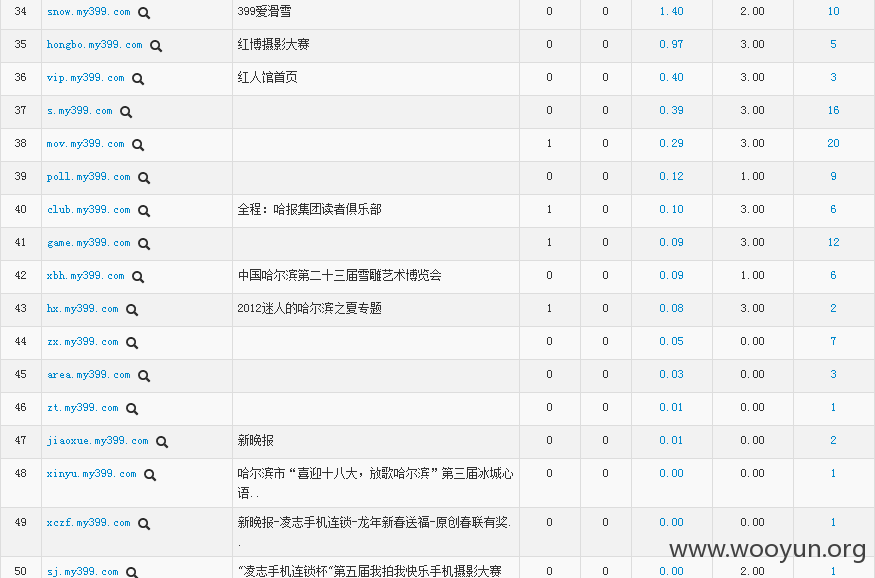 34 snow.my399.com 399爱滑雪 0 0 1.40 2.00 10
35 hongbo.my399.com 红博摄影大赛 0 0 0.97 3.00 5
36 vip.my399.com 红人馆首页 0 0 0.40 3.00 3
37 s.my399.com 0 0 0.39 3.00 16
38 mov.my399.com 1 0 0.29 3.00 20
39 poll.my399.com 0 0 0.12 1.00 9
40 club.my399.com 全程：哈报集团读者俱乐部 1 0 0.10 3.00 6
41 game.my399.com 1 0 0.09 3.00 12
42 xbh.my399.com 中国哈尔滨第二十三届雪雕艺术博览会 0 0 0.09 1.00 6
43 hx.my399.com 2012迷人的哈尔滨之夏专题 1 0 0.08 3.00 2
44 zx.my399.com 0 0 0.05 0.00 7
45 area.my399.com 0 0 0.03 0.00 3
46 zt.my399.com 0 0 0.01 0.00 1
47 jiaoxue.my399.com 新晚报 0 0 0.01 0.00 2
48 xinyu.my399.com 哈尔滨市“喜迎十八大，放歌哈尔滨”第三届冰城心 0 0 0.00 0.00 1
语..
49 xczf.my399.com 新晚报-凌志手机连锁-龙年新春送福-原创春联有奖. 0 0 0.00 0.00 1
.
50 sj.my399.com “凌志手机连锁杯”第五届我拍我快乐手机摄影大赛 0 0 0.00 2.00 1
www.wooyun.org